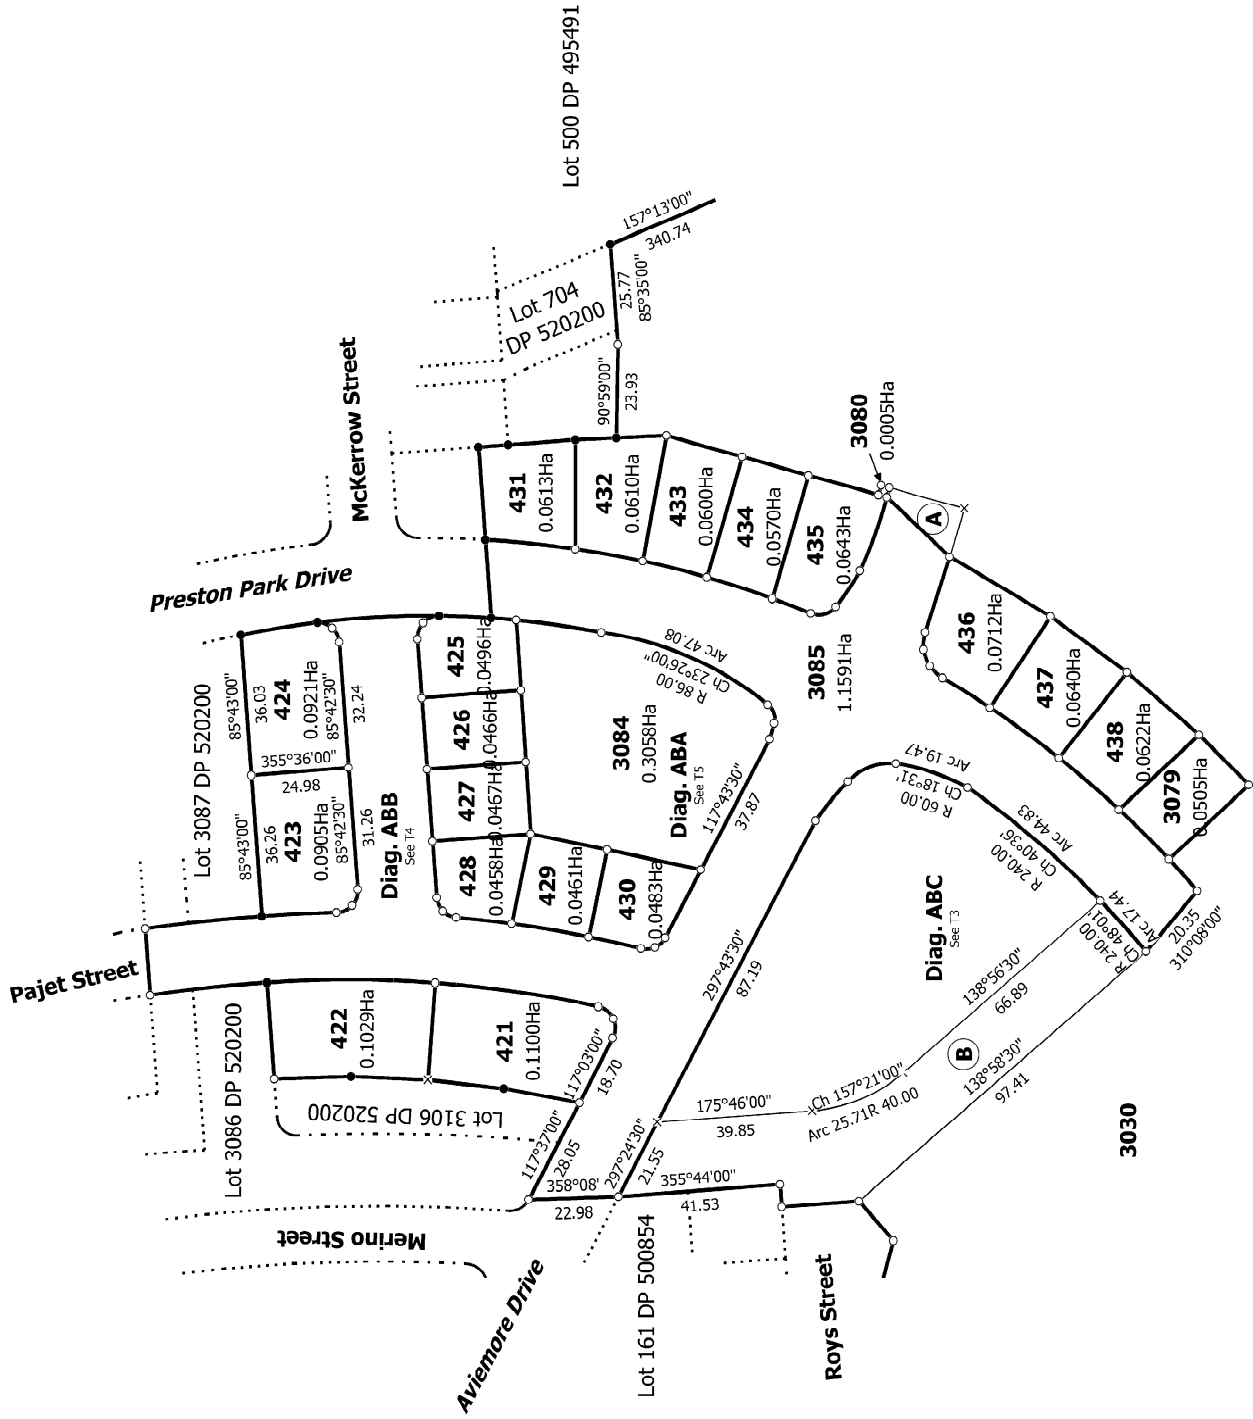 Lot 500 DP 495491
157°13'00"
340.74
25.77
85°35'00"
Lot 704
DP 520200
90°59'00"
23.93
McKerrow Street
Preston Park Drive
3080
0.0005Ha
431
0.0613Ha
432
0.0610Ha
433
0.0600Ha
434
0.0570Ha
435
0.0643Ha
A
Lot 3087 DP 520200
85°43'00"
36.03
424
0.0921Ha
85°42'30"
32.24
355°36'00"
24.98
85°43'00"
36.26
423
0.0905Ha
85°42'30"
31.26
Diag. ABB
See T4
425
0.0496Ha
426
0.0466Ha
427
0.0467Ha
428
0.0458Ha
429
0.0461Ha
430
0.0483Ha
Arc 47.08
Ch 23°26'00"
R 86.00
3084
0.3058Ha
Diag. ABA
See T5
117°43'30"
37.87
3085
1.1591Ha
436
0.0712Ha
437
0.0640Ha
438
0.0622Ha
3079
0.0505Ha
Arc 19.47
Ch 18°31'
R 60.00
Arc 44.83
Ch 40°36'
R 240.00
Arc 17.44
Ch 48°01'
R 240.00
20.35
310°08'00"
Diag. ABC
See T3
297°43'30"
87.19
138°56'30"
66.89
B
138°58'30"
97.41
Ch 157°21'00"
Arc 25.71
R 40.00
175°46'00"
39.85
3030
Pajet Street
Lot 3086 DP 520200
422
0.1029Ha
421
0.1100Ha
117°03'00"
18.70
Lot 3106 DP 520200
117°37'00"
28.05
358°08'
22.98
297°24'30"
21.55
355°44'00"
41.53
Merino Street
Aviemore Drive
Lot 161 DP 500854
Roys Street